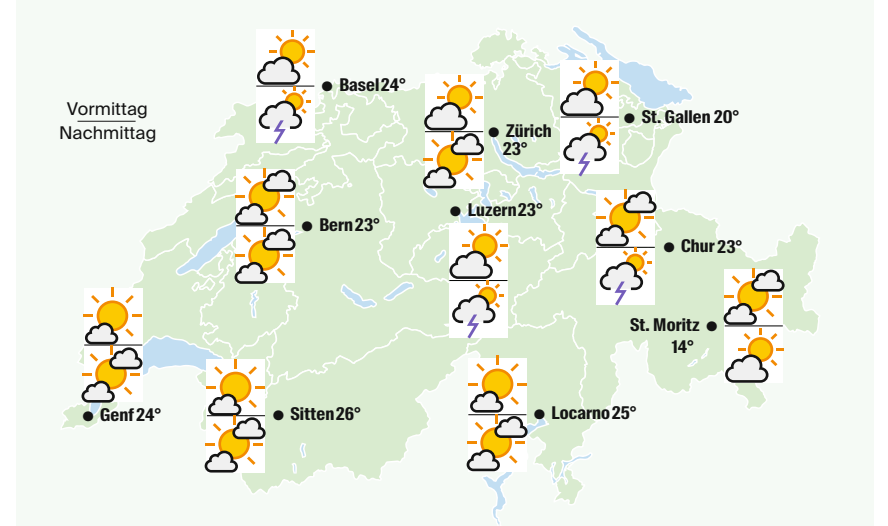 Basel 24°
Vormittag
Nachmittag
St. Gallen 20°
Zürich
23°
Luzern 23°
Bern 23°
Chur 23°
St. Moritz
14°
Genf 24°
Sitten 26°
Locarno 25°